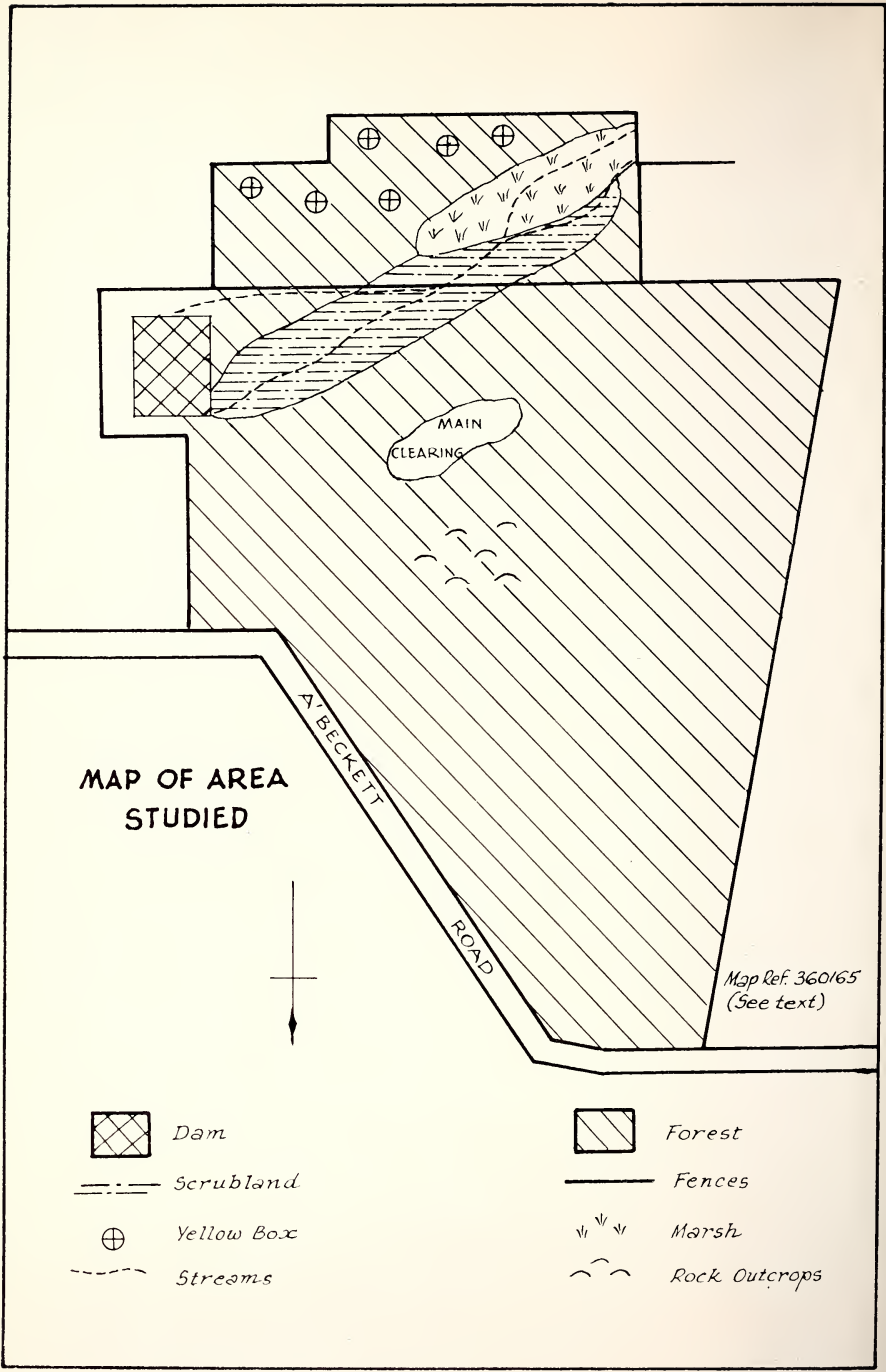 MAIN
CLEARING
A'BECKETT
ROAD
MAP OF AREA
STUDIED
Map Ref. 360165
(See text)
Dam
Scrubland
Yellow Box
Streams
Forest
Fences
Marsh
Rock Outcrops